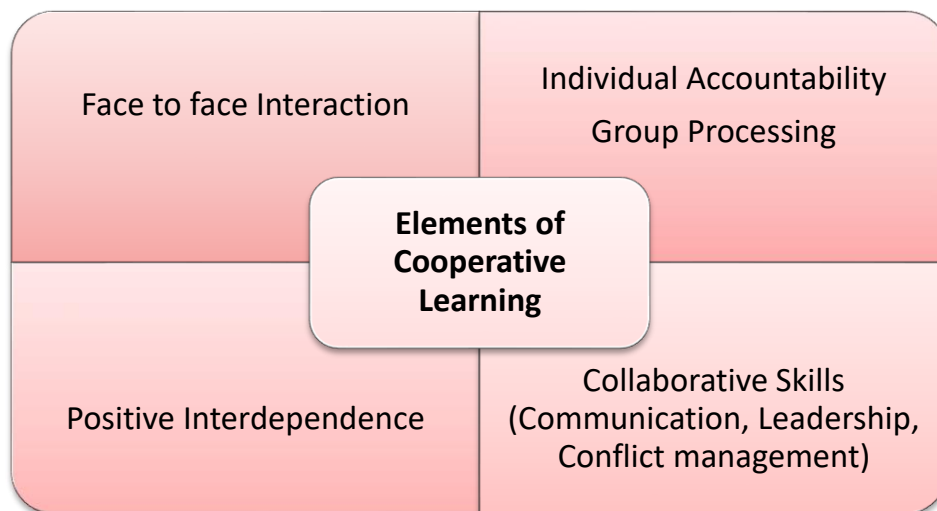 Face to face Interaction
Individual Accountability
Group Processing
Elements of
Cooperative
Learning
Positive Interdependence
Collaborative Skills
(Communication, Leadership,
Conflict management)